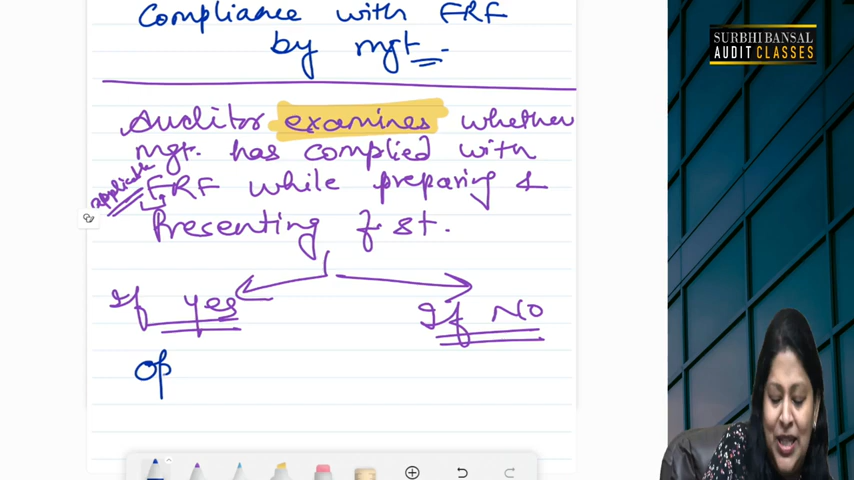 Compliance with FRF
by mgt.
SURBHI BANSAL
AUDIT CLASSES
Auditor examines whether
mgt. has complied with
applicable
FRF while preparing &
Presenting f st.
If yes
If No
Op